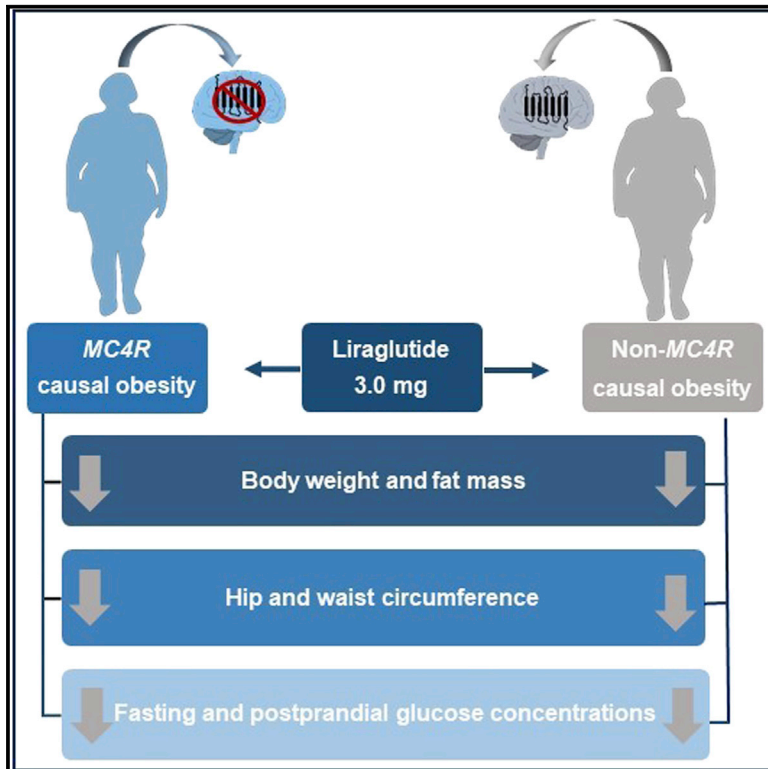 MC4R
causal obesity
Liraglutide
3.0 mg
Non-MC4R
causal obesity
Body weight and fat mass
Hip and waist circumference
Fasting and postprandial glucose concentrations